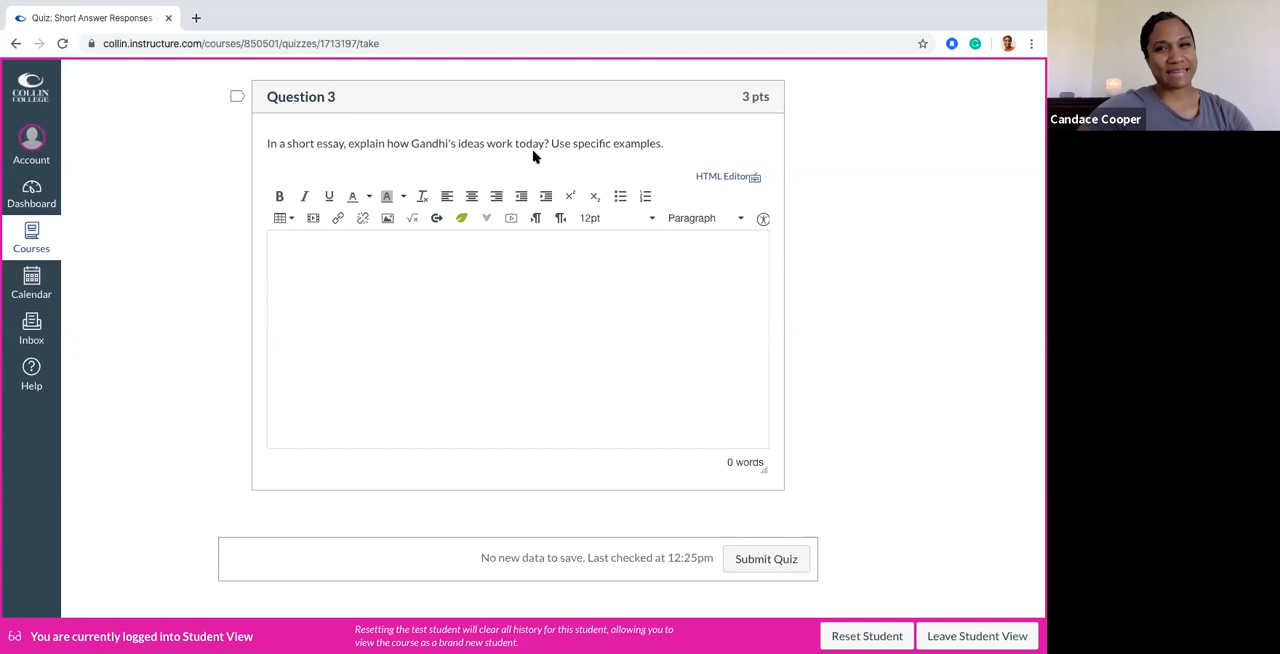 Quiz: Short Answer Responses
collin.instructure.com/courses/850501/quizzes/1713197/take
COLLIN
COLLEGE
Account
Dashboard
Courses
Calendar
Inbox
Help
Question 3
3 pts
In a short essay, explain how Gandhi's ideas work today? Use specific examples.
HTML Editor
B I U A A
12pt Paragraph
0 words
No new data to save. Last checked at 12:25pm
Submit Quiz
You are currently logged into Student View
Resetting the test student will clear all history for this student, allowing you to
view the course as a brand new student.
Reset Student
Leave Student View
Candace Cooper